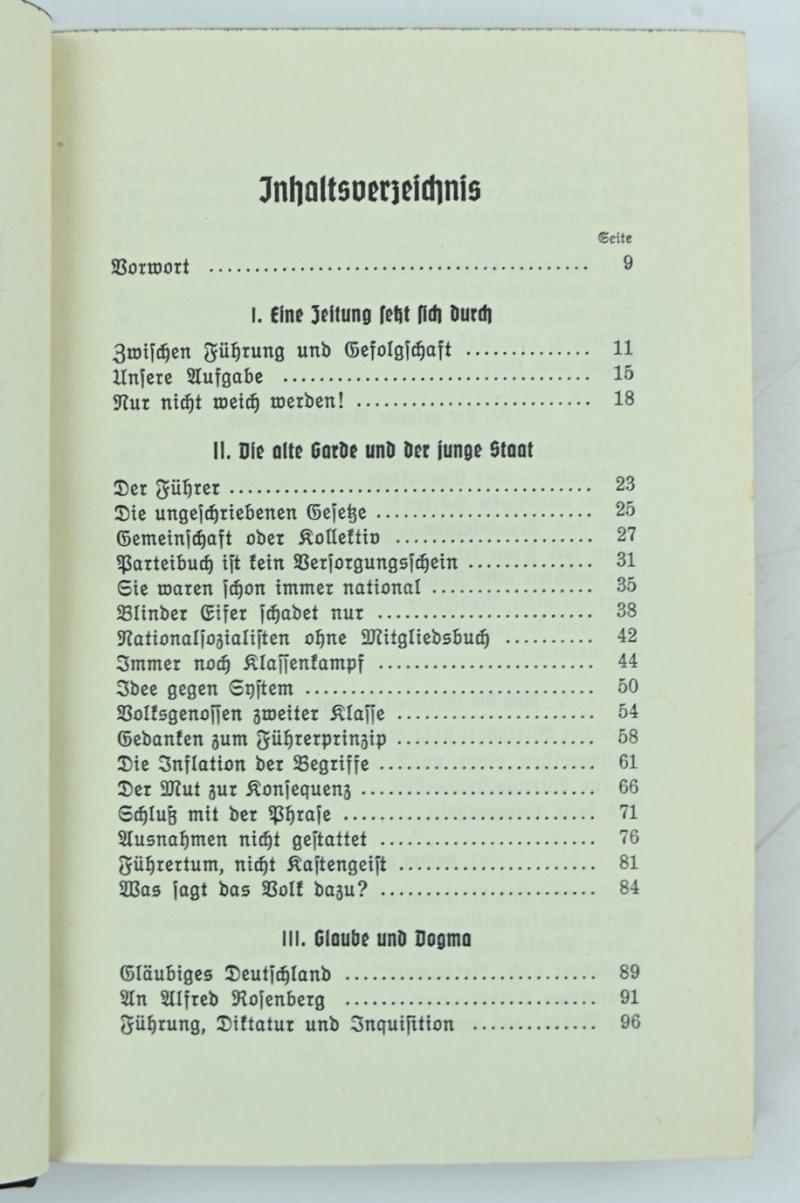 Inhaltsverzeichnis
Seite
Vorwort ........................................ 9
I. Eine Zeitung setzt sich durch
Zwischen Führung und Gefolgschaft .............. 11
Unsere Aufgabe .................................. 15
Nur nicht weich werden! .......................... 18
II. Die alte Garde und der junge Staat
Der Führer ...................................... 23
Die ungeschriebenen Gesetze ........................ 25
Gemeinschaft oder Kollektiv ...................... 27
Parteibuch ist kein Versorgungsschein .............. 31
Sie waren schon immer national .................. 35
Blinder Eifer schadet nur ........................ 38
Nationalsozialisten ohne Mitgliedsbuch .......... 42
Immer noch Klassenkampf ........................ 44
Idee gegen System ................................ 50
Volksgenossen zweiter Klasse ...................... 54
Gedanken zum Führerprinzip ...................... 58
Die Inflation der Begriffe ........................ 61
Der Mut zur Konsequenz .......................... 66
Schluß mit der Phrase ............................ 71
Ausnahmen nicht gestattet ........................ 76
Führertum, nicht Kastengeist ...................... 81
Was sagt das Volk dazu? ........................ 84
III. Glaube und Dogma
Gläubiges Deutschland ............................ 89
An Alfred Rosenberg ............................ 91
Führung, Diktatur und Inquisition .............. 96